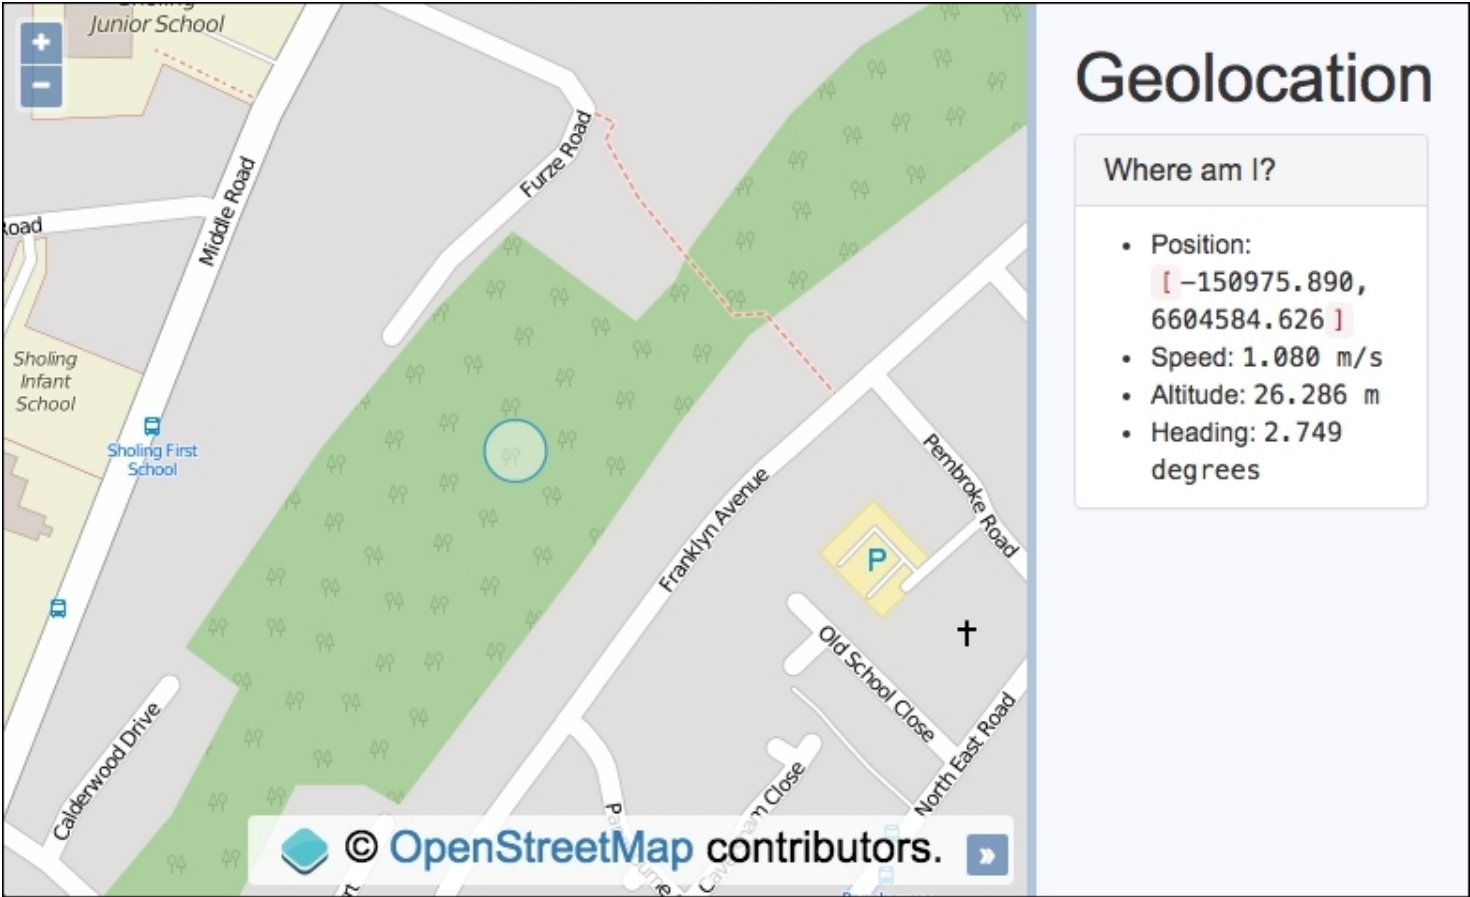 Sholing
Junior School
+
−
Furze Road
Middle Road
Road
Sholing
Infant
School
Sholing First
School
Franklyn Avenue
Pembroke Road
P
Old School Close
North East Road
Calderwood Drive
© OpenStreetMap contributors.
»
Geolocation
Where am I?
• Position:
[-150975.890,
6604584.626]
• Speed: 1.080 m/s
• Altitude: 26.286 m
• Heading: 2.749
degrees